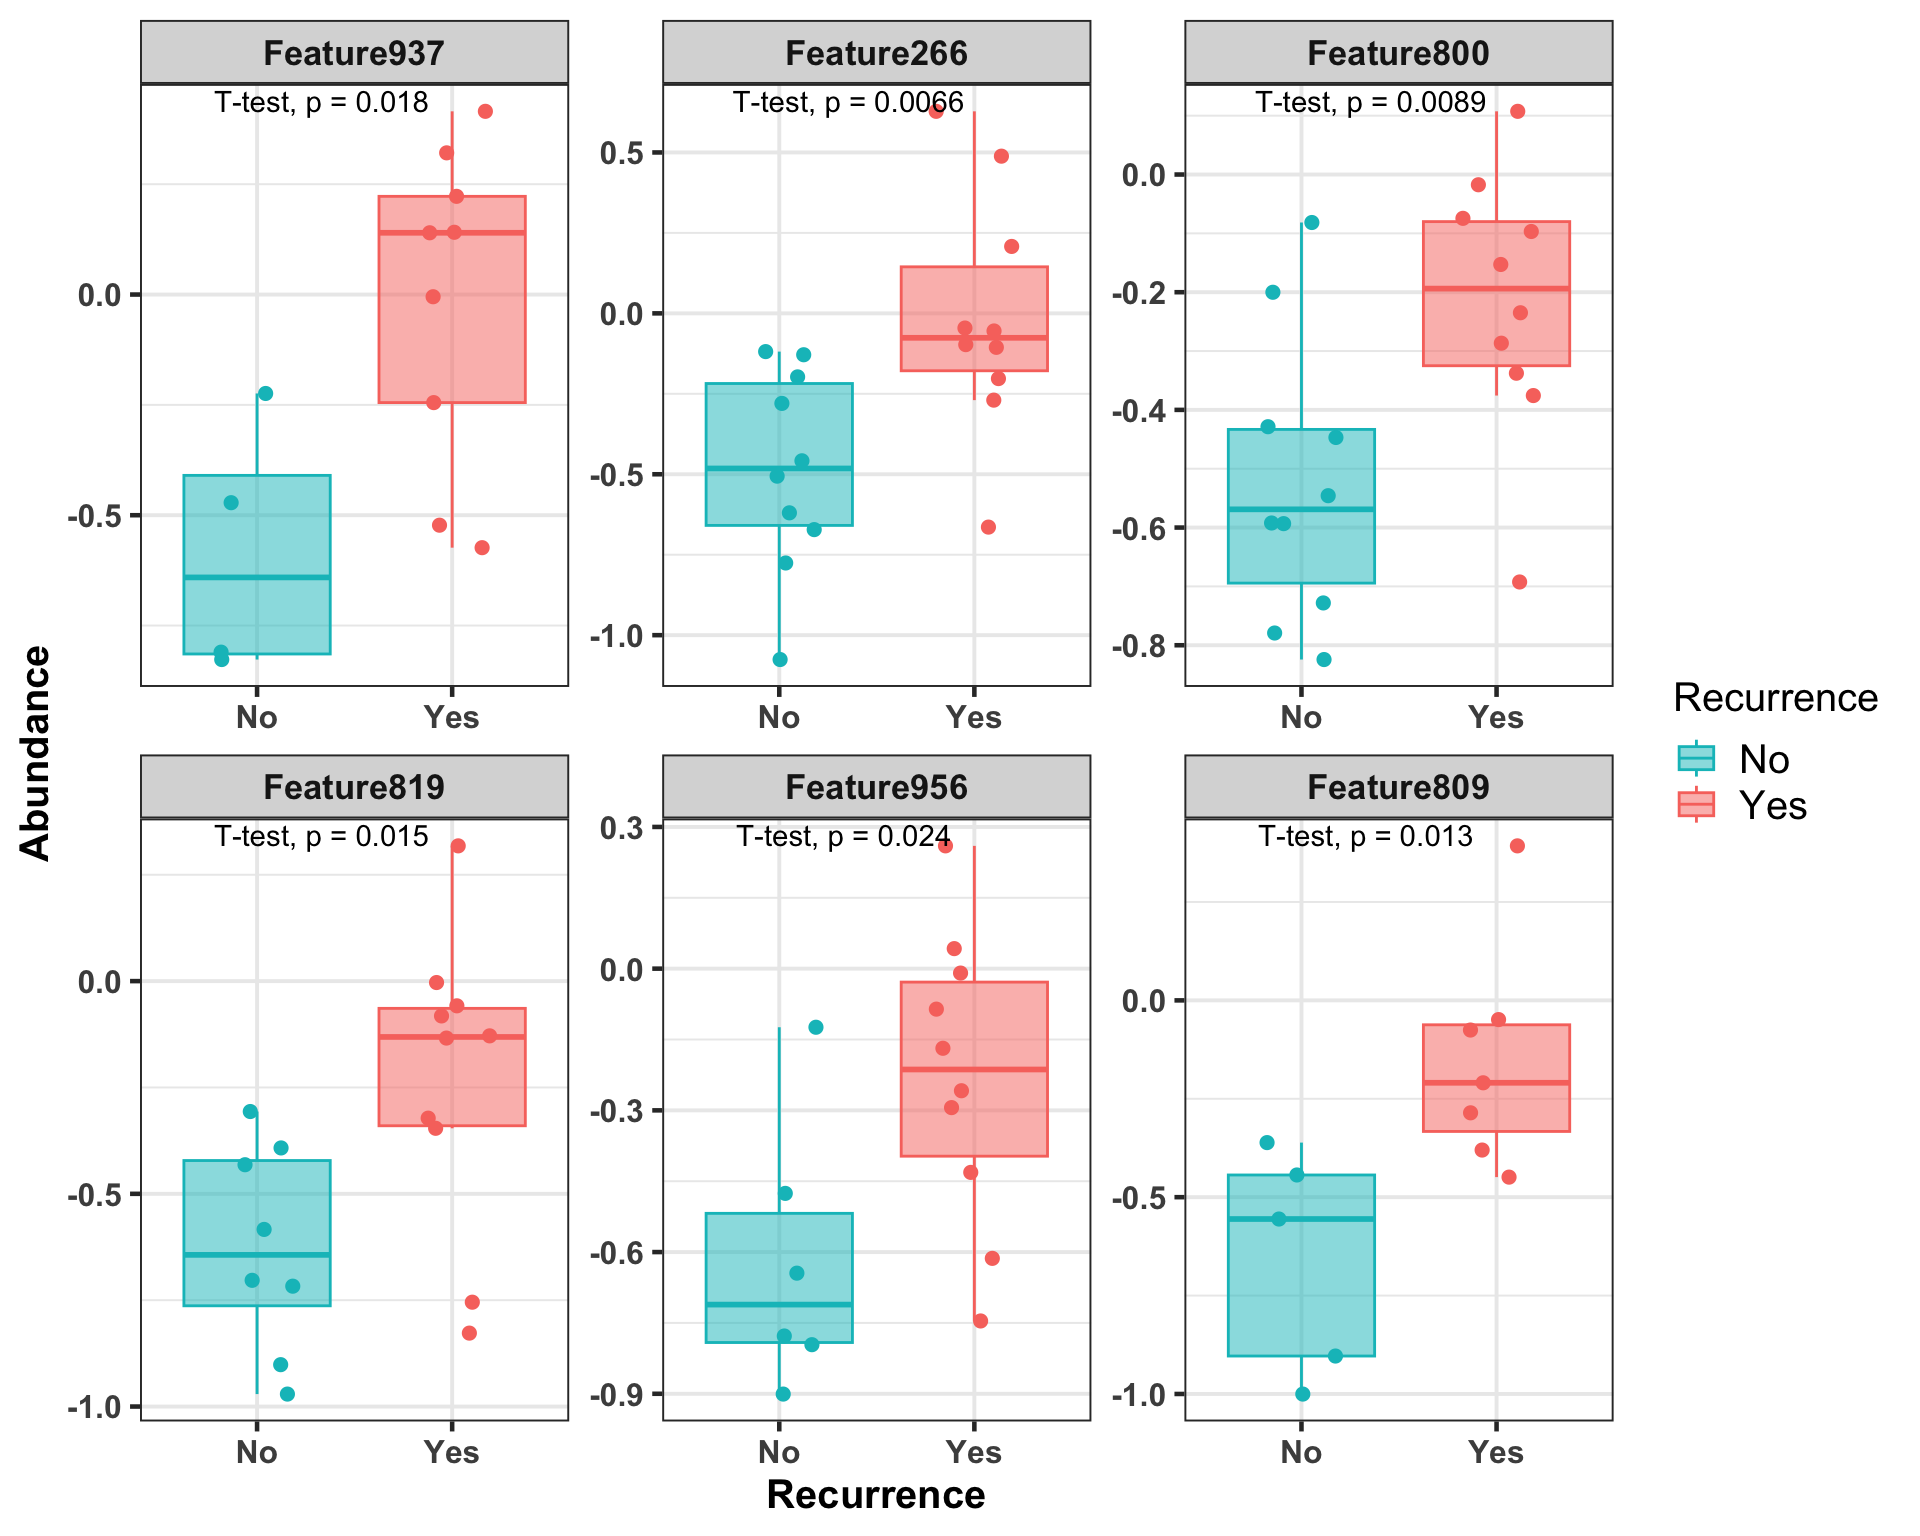 Feature937
Feature266
Feature800
T-test, p = 0.018
T-test, p = 0.0066
T-test, p = 0.0089
0.0
-0.5
0.5
0.0
-0.5
-1.0
0.0
-0.2
-0.4
-0.6
-0.8
No
Yes
No
Yes
No
Yes
Feature819
Feature956
Feature809
T-test, p = 0.015
T-test, p = 0.024
T-test, p = 0.013
0.0
-0.5
-1.0
0.3
0.0
-0.3
-0.6
-0.9
0.0
-0.5
-1.0
No
Yes
No
Yes
No
Yes
Abundance
Recurrence
Recurrence
No
Yes